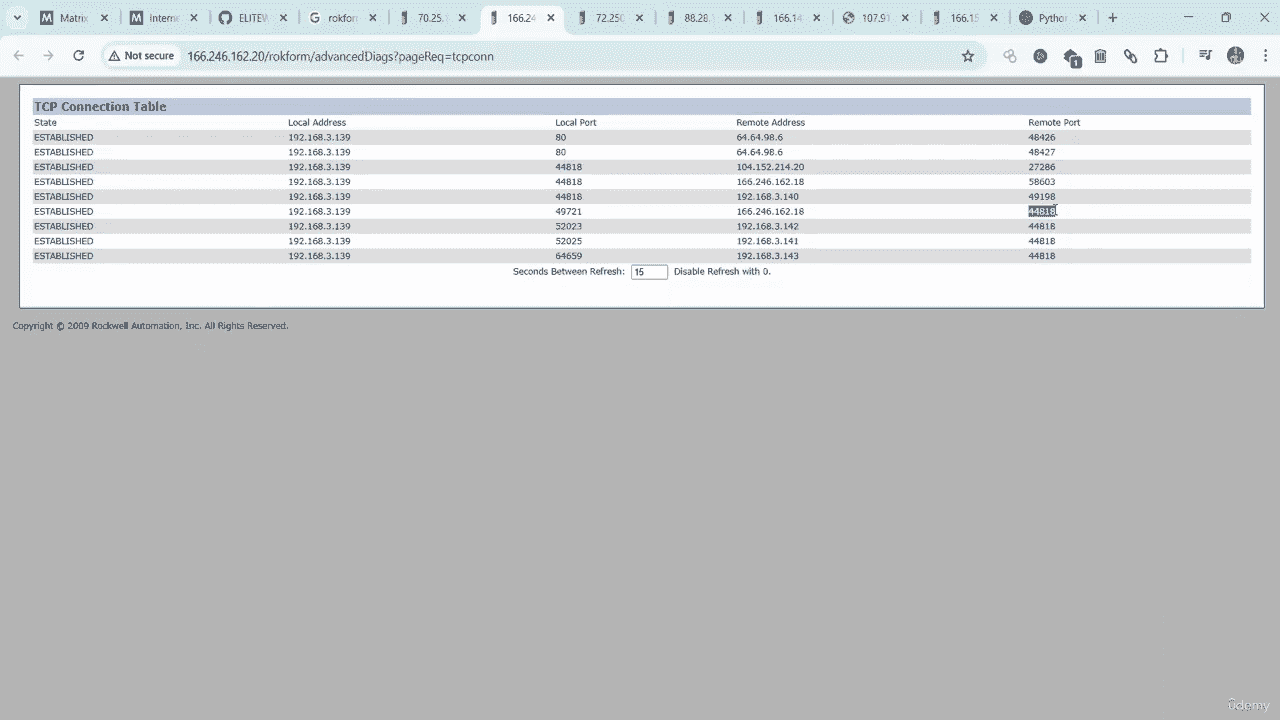 Matrix
Intern
ELITEW
rokfor
70.25.
166.24
72.250
88.28.
166.14
107.91
166.15
Python
Not secure
166.246.162.20/rokform/advancedDiags?pageReq=tcpconn
1
TCP Connection Table
State Local Address Local Port Remote Address Remote Port
ESTABLISHED 192.168.3.139 80 64.64.98.6 48426
ESTABLISHED 192.168.3.139 80 64.64.98.6 48427
ESTABLISHED 192.168.3.139 44818 104.152.214.20 27286
ESTABLISHED 192.168.3.139 44818 166.246.162.18 58603
ESTABLISHED 192.168.3.139 44818 192.168.3.140 49198
ESTABLISHED 192.168.3.139 49721 166.246.162.18 44818
ESTABLISHED 192.168.3.139 52023 192.168.3.142 44818
ESTABLISHED 192.168.3.139 52025 192.168.3.141 44818
ESTABLISHED 192.168.3.139 64659 192.168.3.143 44818
Seconds Between Refresh: 15 Disable Refresh with 0.
Copyright © 2009 Rockwell Automation, Inc. All Rights Reserved.
Udemy